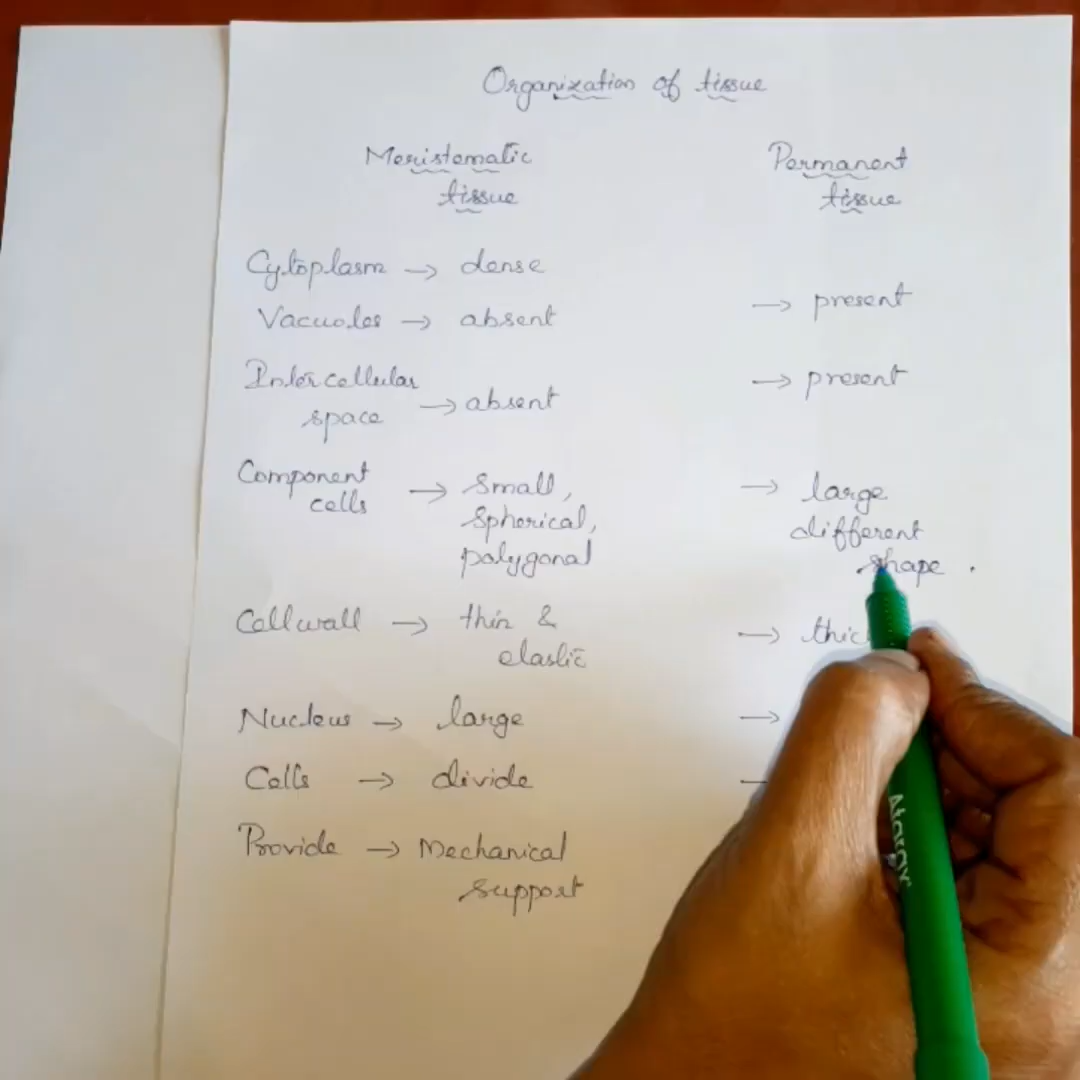 Organization of tissue
Meristematic tissue
Permanent tissue
Cytoplasm → dense
Vacuoles → absent → present
Intercellular space → absent → present
Component cells → small, spherical, polygonal → large different shape .
Cellwall → thin & elastic →
Nucleus → large →
Cells → divide
Provide → Mechanical support
Atargx